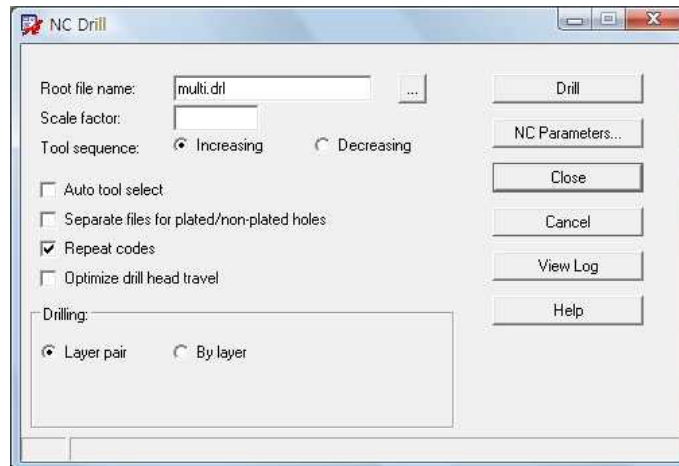 NC Drill
Root file name: multi.drl ... Drill
Scale factor:
NC Parameters...
Tool sequence: Increasing Decreasing
Close
Auto tool select
Separate files for plated/non-plated holes Cancel
Repeat codes
View Log
Optimize drill head travel
Drilling: Help
Layer pair By layer